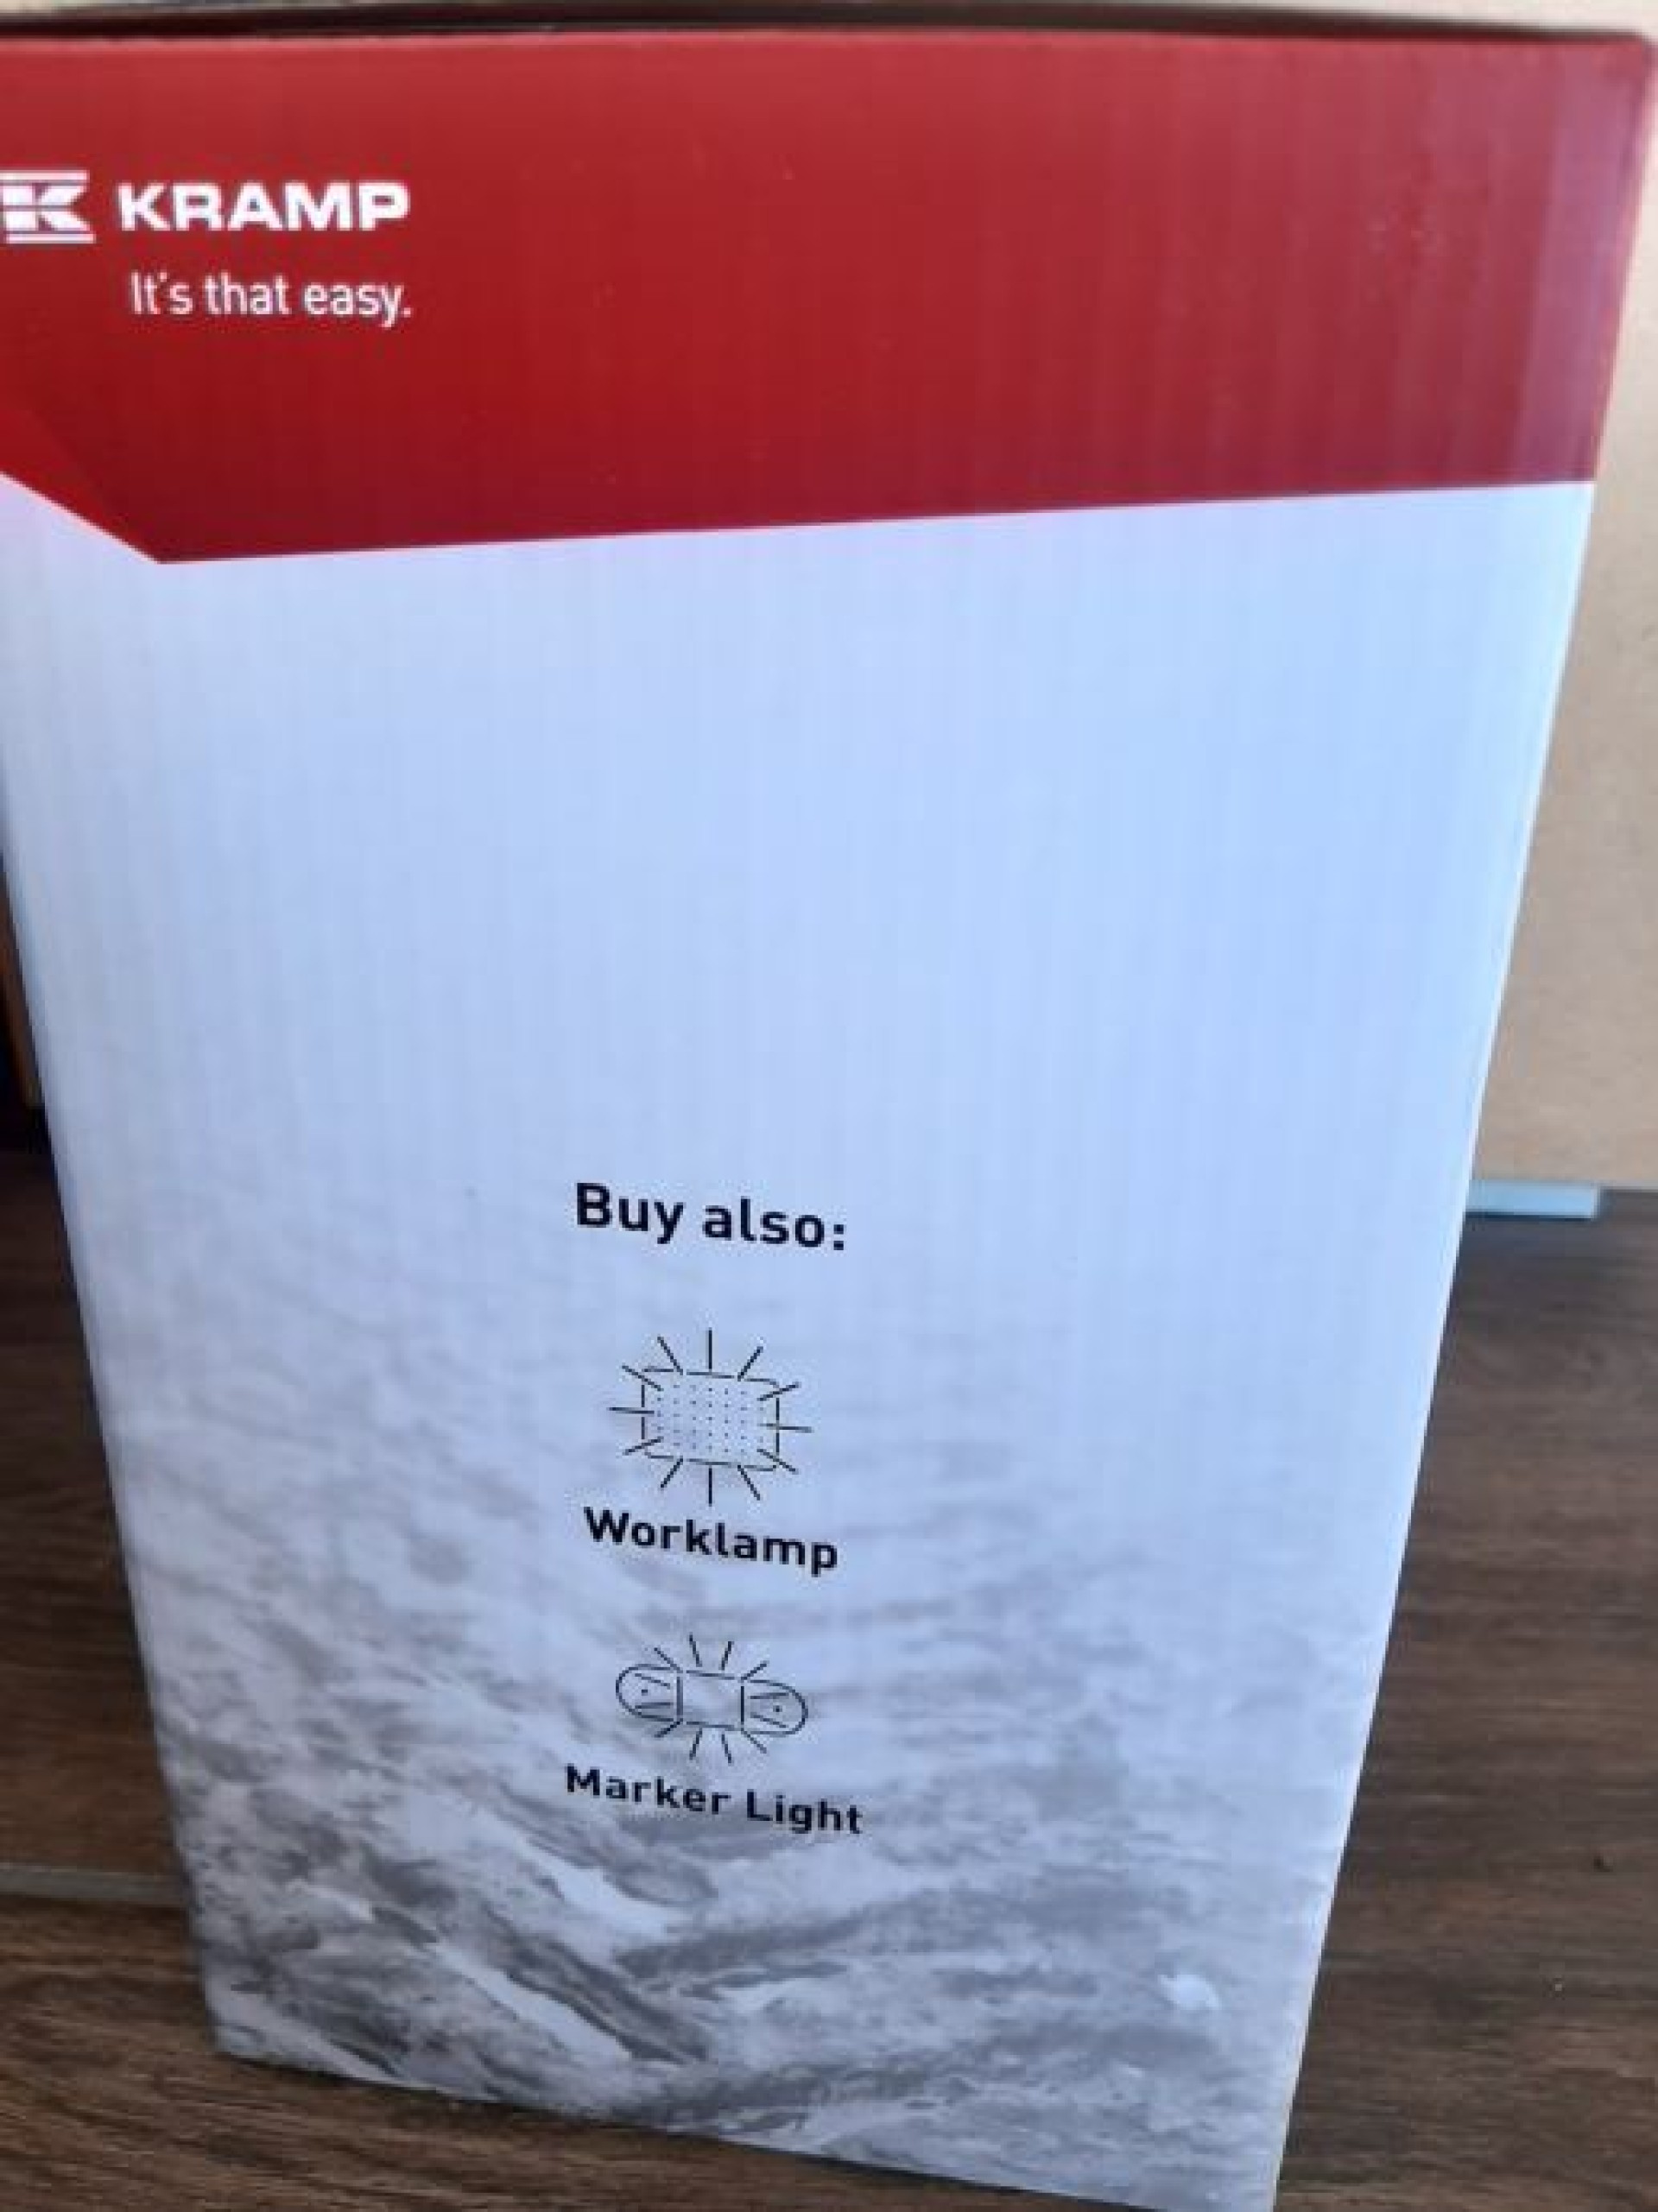 KRAMP
It's that easy.
Buy also:
Worklamp
Marker Light